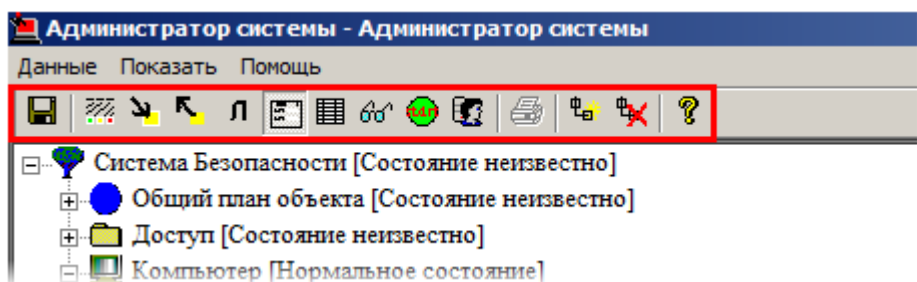 Администратор системы - Администратор системы
Данные Показать Помощь
Л tdn ?
Система Безопасности [Состояние неизвестно]
Общий план объекта [Состояние неизвестно]
Доступ [Состояние неизвестно]
Компьютер [Нормальное состояние]